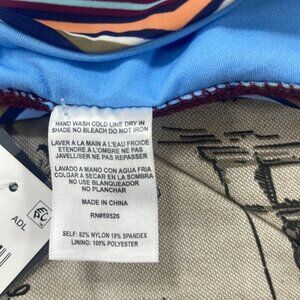 HAND WASH COLD LINE DRY IN
SHADE NO BLEACH DO NOT IRON
LAVER A LA MAIN A L'EAU FROIDE
ETENDRE A L'OMBRE NE PAS
JAVELLISER NE PAS REPASSER
LAVADO A MANO CON AGUA FRIA
COLGAR A SECAR EN LA SOMBRA
NO USE BLANQUEADOR
NO PLANCHAR
MADE IN CHINA
RN#59526
SELF: 82% NYLON 18% SPANDEX
LINING: 100% POLYESTER
ADL